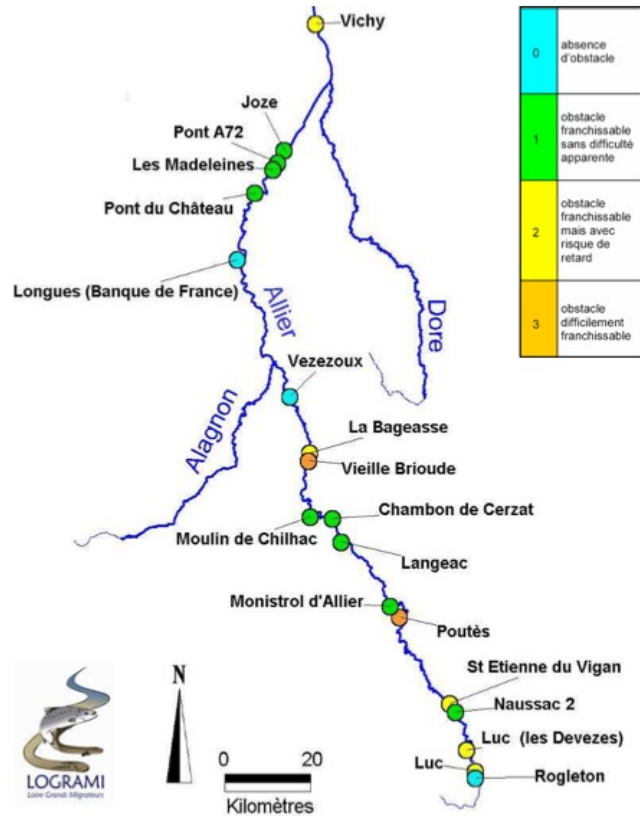 Vichy
0
absence
d'obstacle
1
obstacle
franchissable
sans difficulté
apparente
2
obstacle
franchissable
mais avec
risque de
retard
3
obstacle
difficilement
franchissable
Joze
Pont A72
Les Madeleines
Pont du Château
Longues (Banque de France)
Allier
Dore
Vezezoux
Alagnon
La Bageasse
Vieille Brioude
Chambon de Cerzat
Moulin de Chilhac
Langeac
Monistrol d'Allier
Poutès
St Etienne du Vigan
Naussac 2
Luc (les Devezes)
Luc
Rogleton
N
0 20
Kilomètres
LOGRAMI
Loire Grands Migrateurs